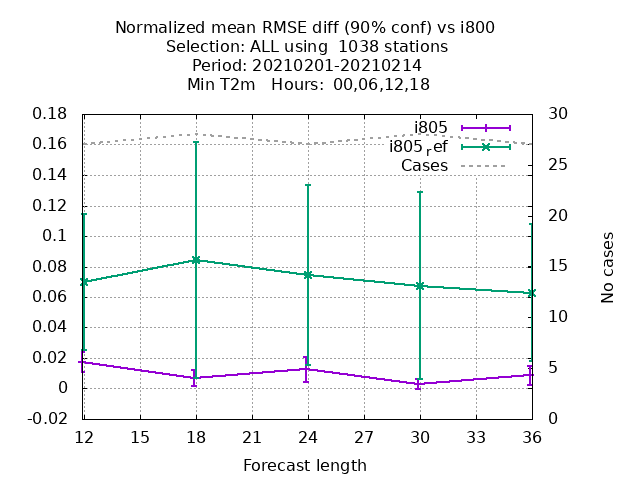 Normalized mean RMSE diff (90% conf) vs i800
Selection: ALL using  1038 stations
Period: 20210201-20210214
Min T2m   Hours:  00,06,12,18
0.18
0.16
0.14
0.12
0.1
0.08
0.06
0.04
0.02
0
-0.02
i805
i805ref
Cases
30
25
20
15
10
5
0
No cases
12 15 18 21 24 27 30 33 36
Forecast length